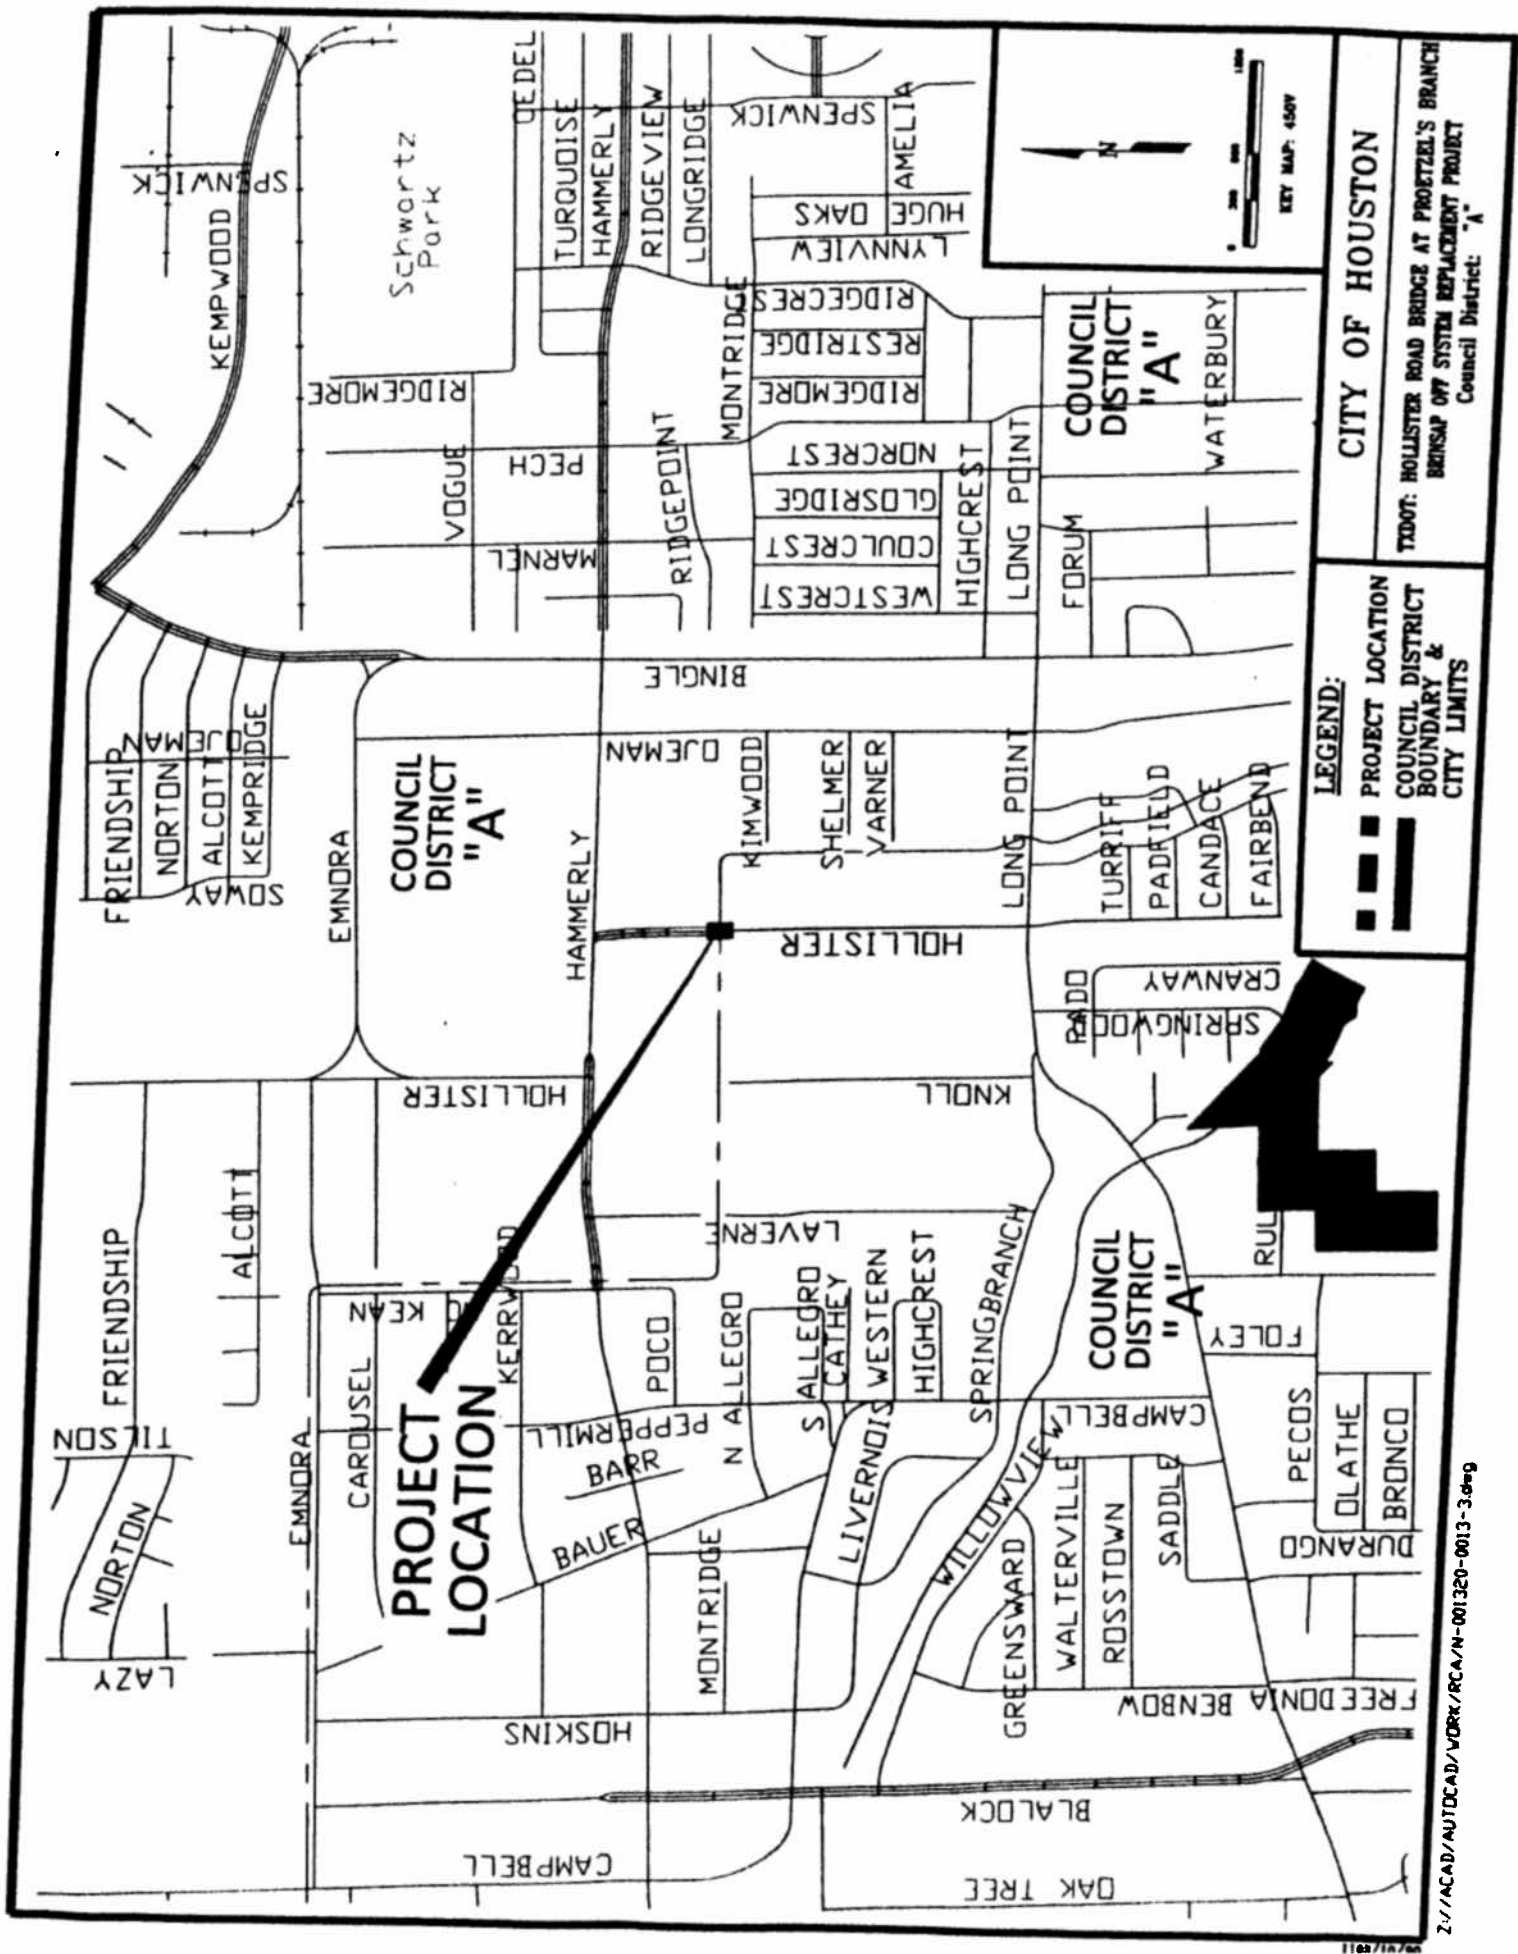 SPENWICK
KEMPWOOD
Schwartz
Park
OEDEL
TURQUOISE
HAMMERLY
RIDGEVIEW
LONGRIDGE
SPENWICK
AMELIA
HUGE OAKS
LYNNVIEW
RIDGEMORE
VOGUE
PECH
MARNEL
RIDGEPOINT
MONTRIDGE
RIDGECRES
RESTRIDGE
RIDGEMORE
NORCREST
GLOSRIDGE
COULCREST
WESTCREST
HIGHCREST
LONG POINT
FORUM
WATERBURY
COUNCIL
DISTRICT
"A"
BINGLE
FRIENDSHIP
NORTON
ALCOTT
KEMPRIDGE
OJEMAN
SOWAY
EMNORA
COUNCIL
DISTRICT
"A"
HAMMERLY
OJEMAN
KIMWOOD
SHELMER
VARNER
LONG POINT
TURRIFF
PADFIELD
CANDACE
FAIRBEND
HOLLISTER
HOLLISTER
KNOLL
CRANWAY
SPRINGWOOD
FRIENDSHIP
ALCOTT
TILSON
NORTON
LAZY
EMNORA
CAROUSEL
KEAN
KERRWOOD
LAVERNE
POCO
PEPPERMILL
BARR
BAUER
N ALLEGRO
S ALLEGRO
CATHEY
WESTERN
HIGHCREST
LIVERNOIS
SPRINGBRANCH
WILLOWVIEW
CAMPBELL
COUNCIL
DISTRICT
"A"
RUL
FOLEY
PECOS
OLATHE
BRONCO
DURANGO
SADDLE
ROSSTOWN
WALTERVILLE
GREENSWARD
BENBOW
FREEDONIA
MONTRIDGE
HOSKINS
BLALOCK
CAMPBELL
OAK TREE
PROJECT
LOCATION
N
KEY MAP: 450V
CITY OF HOUSTON
TXDOT: HOLLISTER ROAD BRIDGE AT PROETZEL'S BRANCH
BRINSAP OFF SYSTEM REPLACEMENT PROJECT
Council District: "A"
LEGEND:
PROJECT LOCATION
COUNCIL DISTRICT
BOUNDARY &
CITY LIMITS
Z://ACAD/AUTOCAD/WORK/RCA/N-001320-0013-3.dwg